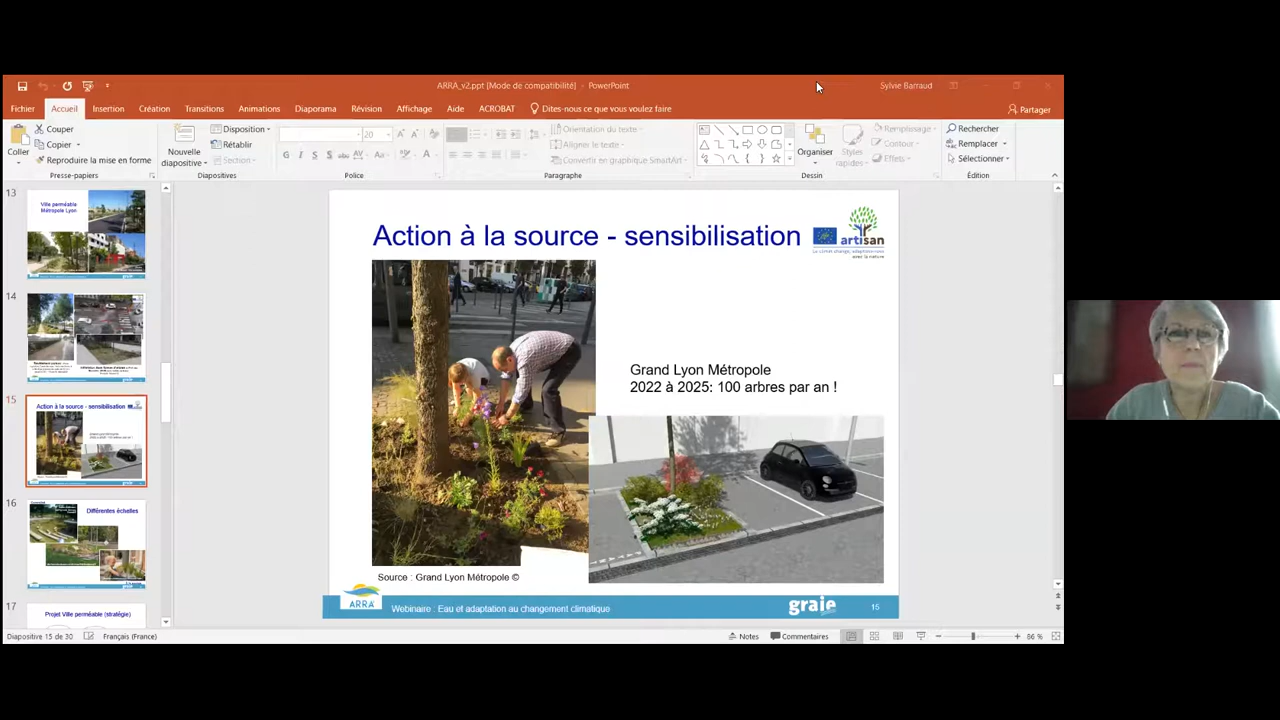 ARRA_v2.ppt [Mode de compatibilité] - PowerPoint
Sylvie Barraud
Fichier
Accueil
Insertion
Création
Transitions
Animations
Diaporama
Révision
Affichage
Aide
ACROBAT
Dites-nous ce que vous voulez faire
Partager
Coller
Couper
Copier
Reproduire la mise en forme
Presse-papiers
Nouvelle
diapositive
Disposition
Rétablir
Section
Diapositives
20
G I S S abc AV Aa
A
Police
Orientation du texte
Aligner le texte
Convertir en graphique SmartArt
Paragraphe
Organiser
Styles
rapides
Remplissage
Contour
Effets
Dessin
Rechercher
Remplacer
Sélectionner
Édition
13
Ville perméable
Métropole Lyon
14
15
Action à la source - sensibilisation
16
Différentes échelles
17
Projet Ville perméable (stratégie)
Action à la source - sensibilisation
artisan
Grand Lyon Métropole
2022 à 2025: 100 arbres par an !
Source : Grand Lyon Métropole ©
ARRA
Webinaire : Eau et adaptation au changement climatique
graie
15
Diapositive 15 de 30
Français (France)
Notes
Commentaires
86 %